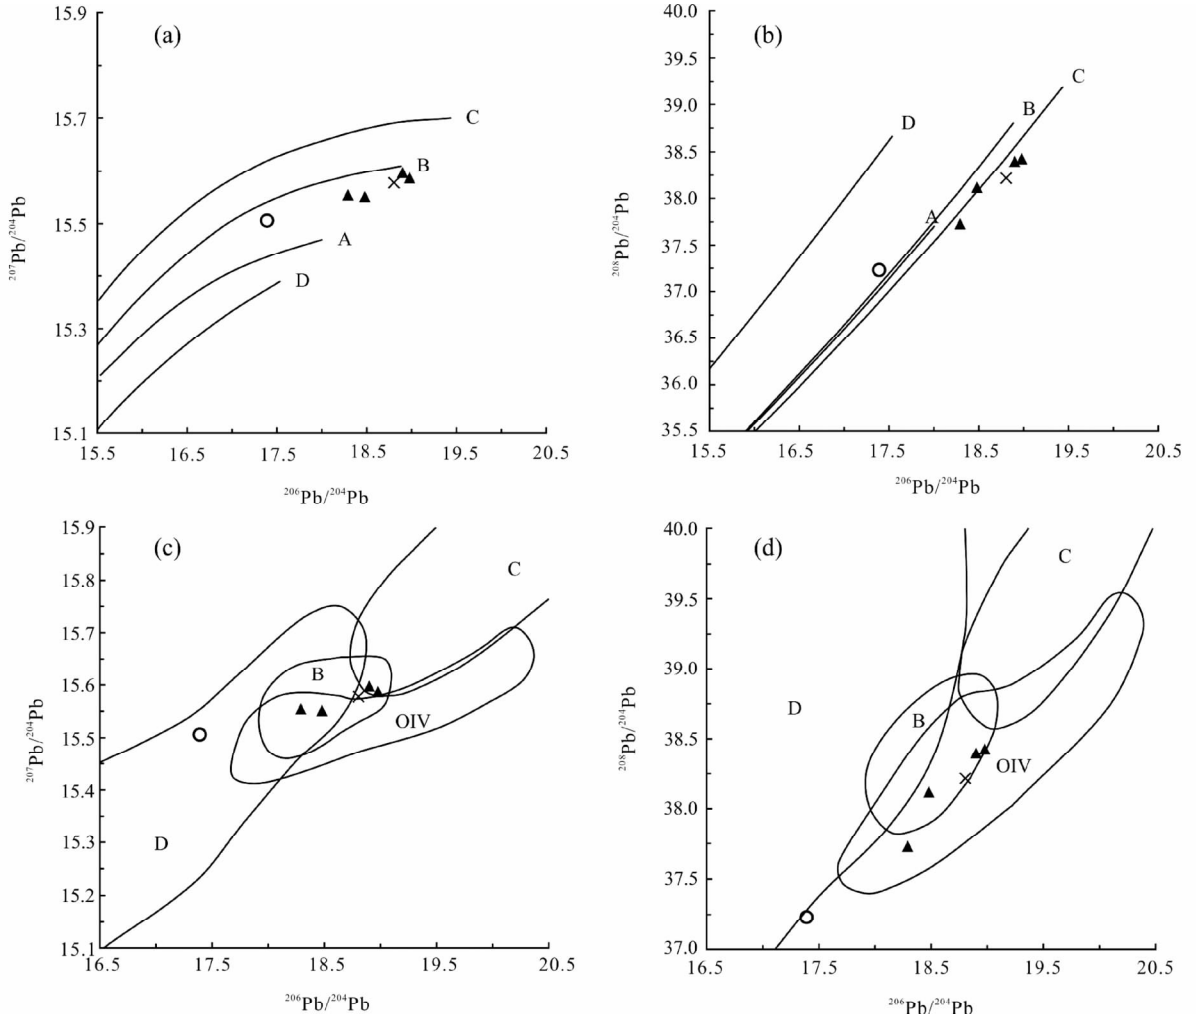 (a)
15.9
15.7
15.5
15.3
15.1
²⁰⁷Pb/²⁰⁴Pb
C
B
A
D
15.5 16.5 17.5 18.5 19.5 20.5
²⁰⁶Pb/²⁰⁴Pb
(b)
40.0
39.5
39.0
38.5
38.0
37.5
37.0
36.5
36.0
35.5
²⁰⁸Pb/²⁰⁴Pb
C
B
D
A
15.5 16.5 17.5 18.5 19.5 20.5
²⁰⁶Pb/²⁰⁴Pb
(c)
15.9
15.8
15.7
15.6
15.5
15.4
15.3
15.2
15.1
²⁰⁷Pb/²⁰⁴Pb
C
B
OIV
D
16.5 17.5 18.5 19.5 20.5
²⁰⁶Pb/²⁰⁴Pb
(d)
40.0
39.5
39.0
38.5
38.0
37.5
37.0
²⁰⁸Pb/²⁰⁴Pb
C
D
B
OIV
16.5 17.5 18.5 19.5 20.5
²⁰⁶Pb/²⁰⁴Pb